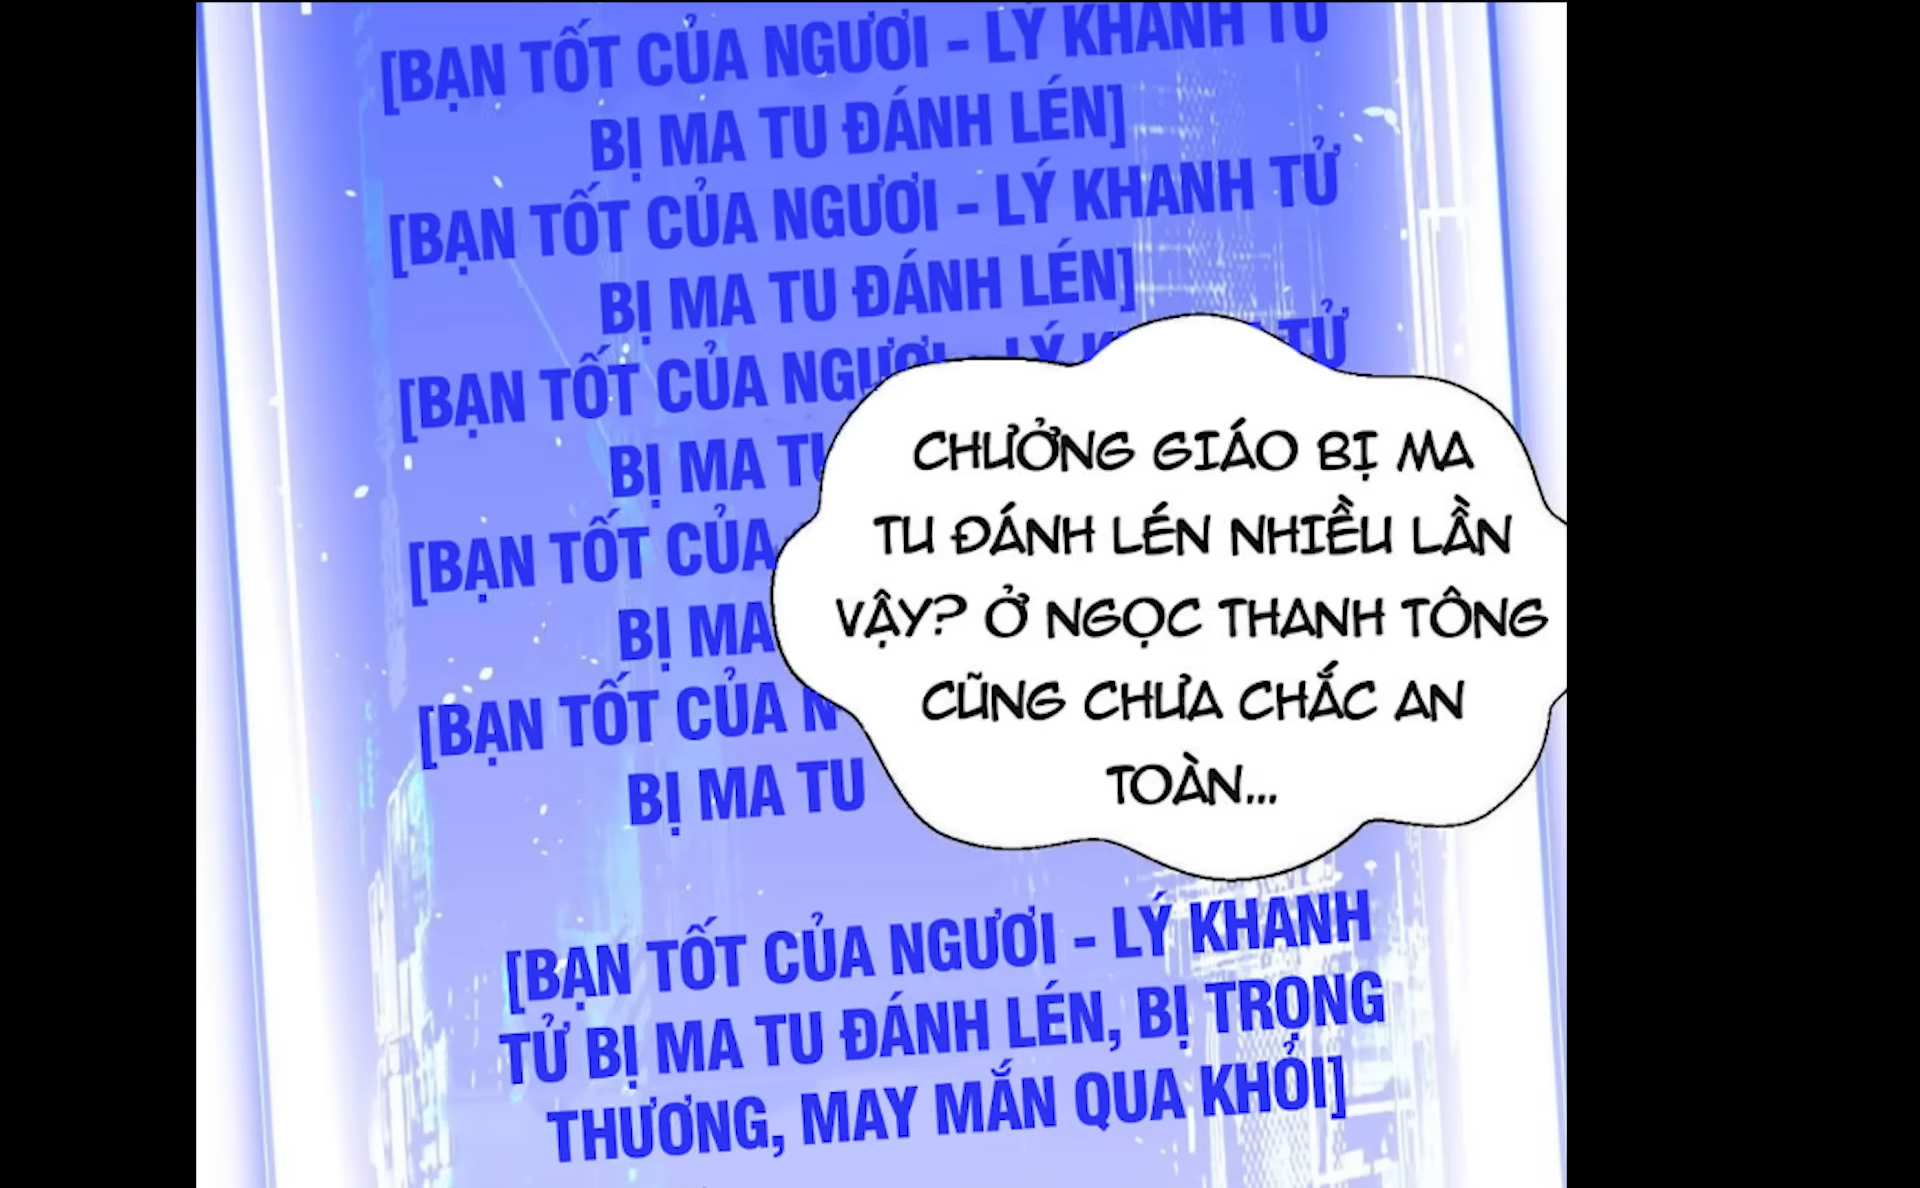 [BẠN TỐT CỦA NGƯƠI - LÝ KHANH TỬ
BỊ MA TU ĐÁNH LÉN]
[BẠN TỐT CỦA NGƯƠI - LÝ KHANH TỬ
BỊ MA TU ĐÁNH LÉN]
[BẠN TỐT CỦA NGƯƠI - LÝ TỬ
BỊ MA TU
[BẠN TỐT CỦA
BỊ MA
[BẠN TỐT CỦA
BỊ MA TU
CHƯỞNG GIÁO BỊ MA
TU ĐÁNH LÉN NHIỀU LẦN
VẬY? Ở NGỌC THANH TÔNG
CŨNG CHƯA CHẮC AN
TOÀN...
[BẠN TỐT CỦA NGƯƠI - LÝ KHANH
TỬ BỊ MA TU ĐÁNH LÉN, BỊ TRỌNG
THƯƠNG, MAY MẮN QUA KHỎI]